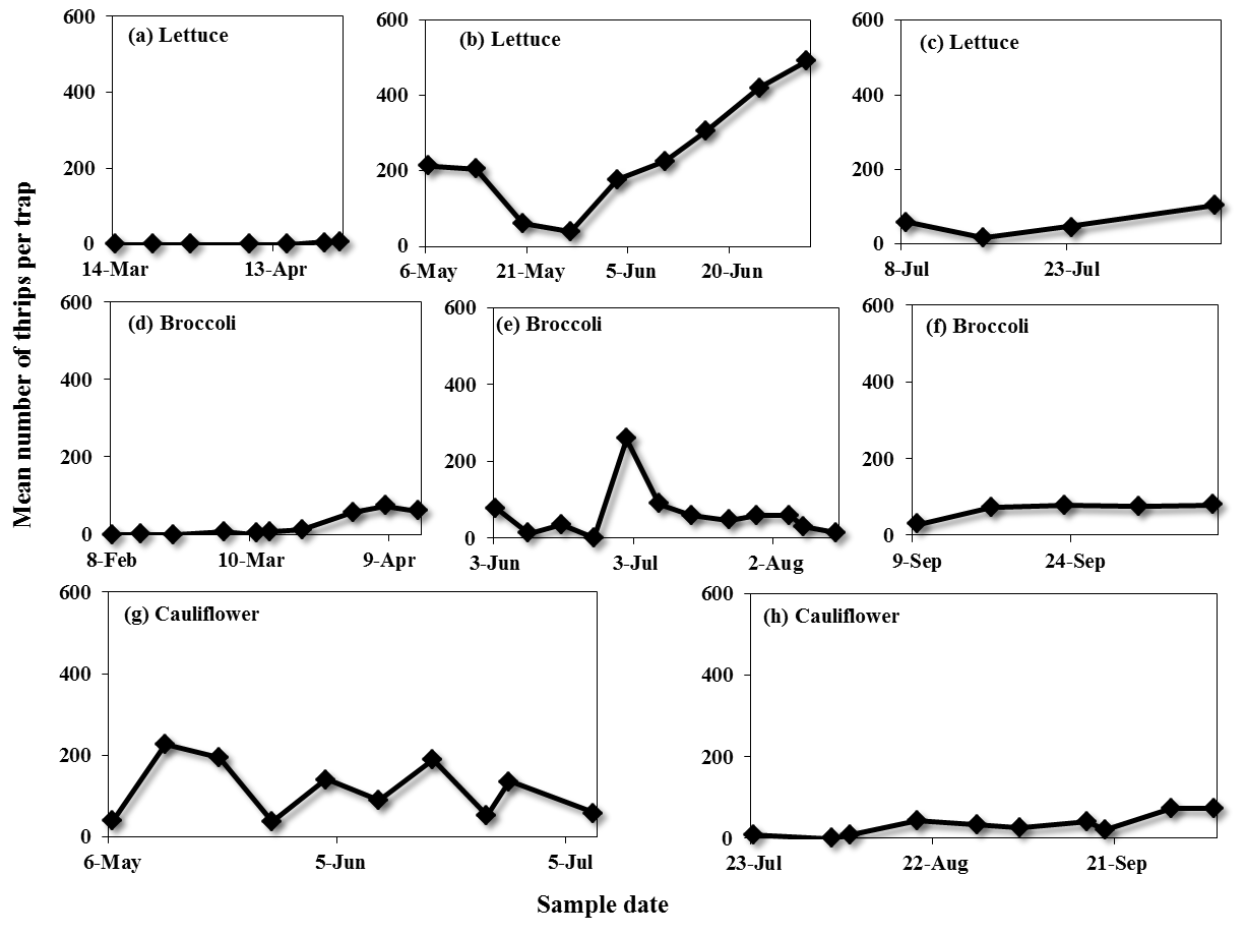 Mean number of thrips per trap
(a) Lettuce
600
400
200
0
14-Mar 13-Apr
(b) Lettuce
600
400
200
0
6-May 21-May 5-Jun 20-Jun
(c) Lettuce
600
400
200
0
8-Jul 23-Jul
(d) Broccoli
600
400
200
0
8-Feb 10-Mar 9-Apr
(e) Broccoli
600
400
200
0
3-Jun 3-Jul 2-Aug
(f) Broccoli
600
400
200
0
9-Sep 24-Sep
(g) Cauliflower
600
400
200
0
6-May 5-Jun 5-Jul
(h) Cauliflower
600
400
200
0
23-Jul 22-Aug 21-Sep
Sample date